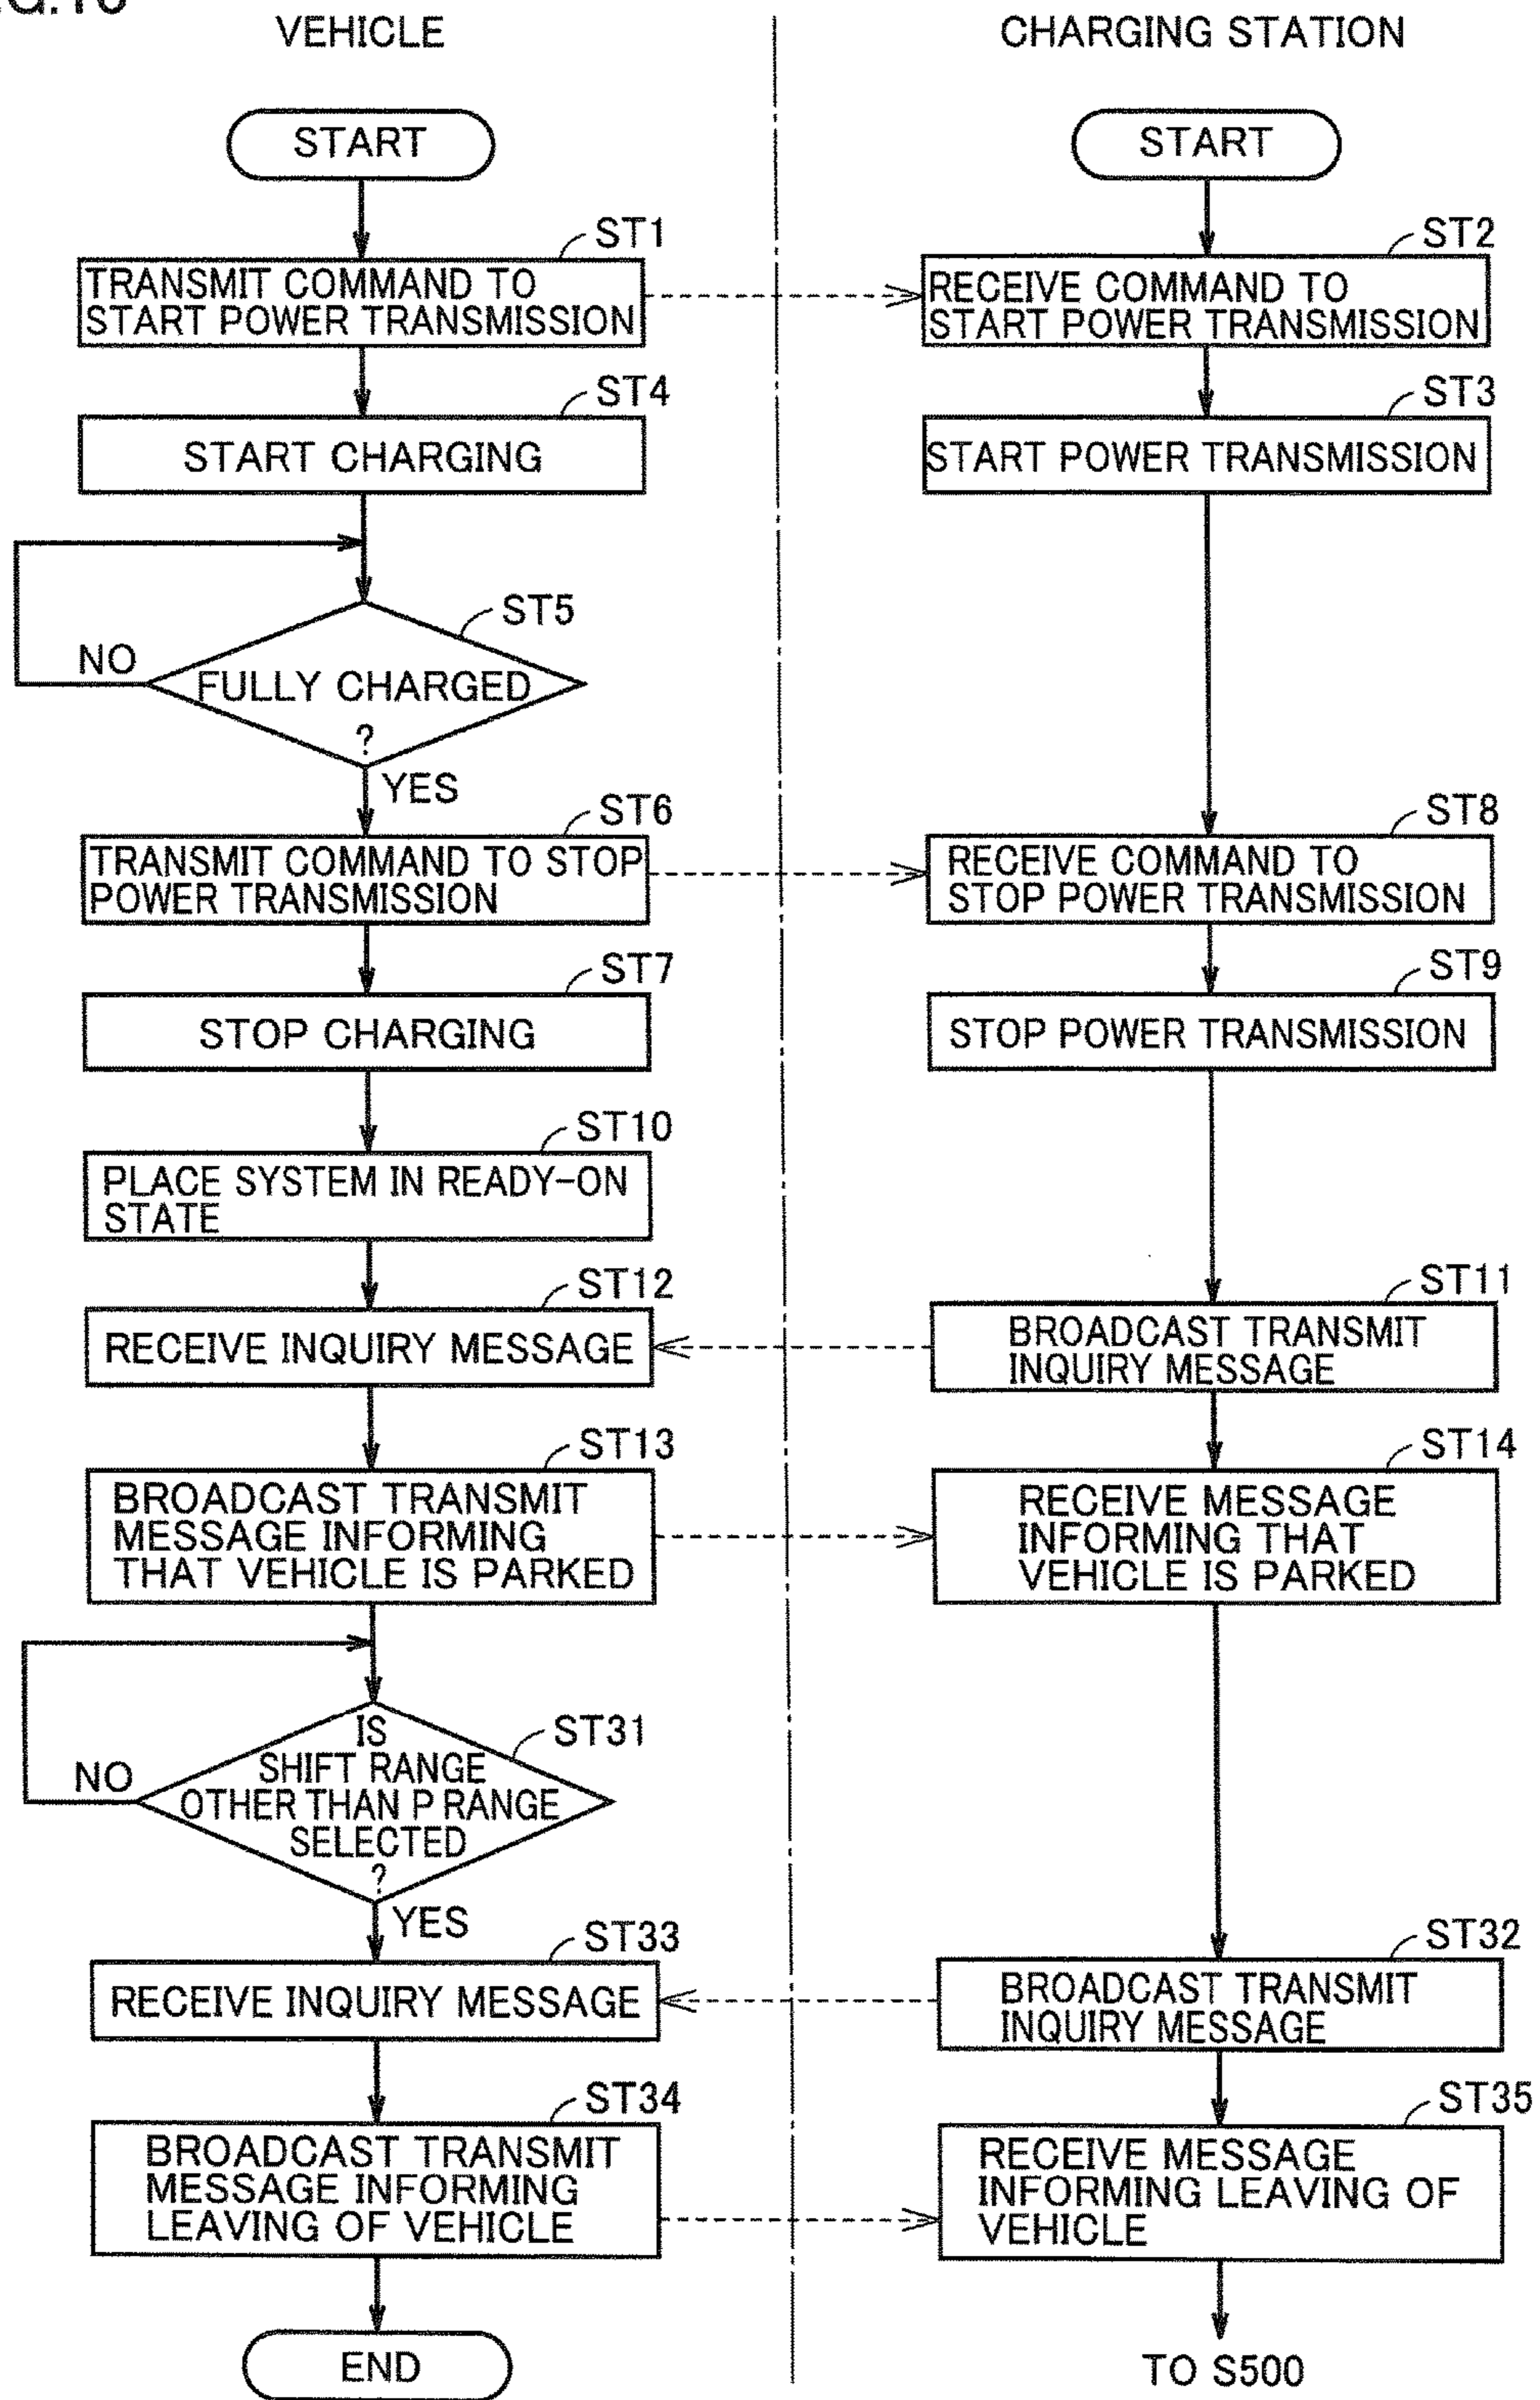 VEHICLE
CHARGING STATION
START
START
ST1
TRANSMIT COMMAND TO
START POWER TRANSMISSION
ST2
RECEIVE COMMAND TO
START POWER TRANSMISSION
ST4
START CHARGING
ST3
START POWER TRANSMISSION
ST5
NO
FULLY CHARGED
?
YES
ST6
TRANSMIT COMMAND TO STOP
POWER TRANSMISSION
ST8
RECEIVE COMMAND TO
STOP POWER TRANSMISSION
ST7
STOP CHARGING
ST9
STOP POWER TRANSMISSION
ST10
PLACE SYSTEM IN READY-ON
STATE
ST12
RECEIVE INQUIRY MESSAGE
ST11
BROADCAST TRANSMIT
INQUIRY MESSAGE
ST13
BROADCAST TRANSMIT
MESSAGE INFORMING
THAT VEHICLE IS PARKED
ST14
RECEIVE MESSAGE
INFORMING THAT
VEHICLE IS PARKED
ST31
NO
IS
SHIFT RANGE
OTHER THAN P RANGE
SELECTED
?
YES
ST33
RECEIVE INQUIRY MESSAGE
ST32
BROADCAST TRANSMIT
INQUIRY MESSAGE
ST34
BROADCAST TRANSMIT
MESSAGE INFORMING
LEAVING OF VEHICLE
ST35
RECEIVE MESSAGE
INFORMING LEAVING OF
VEHICLE
END
TO S500